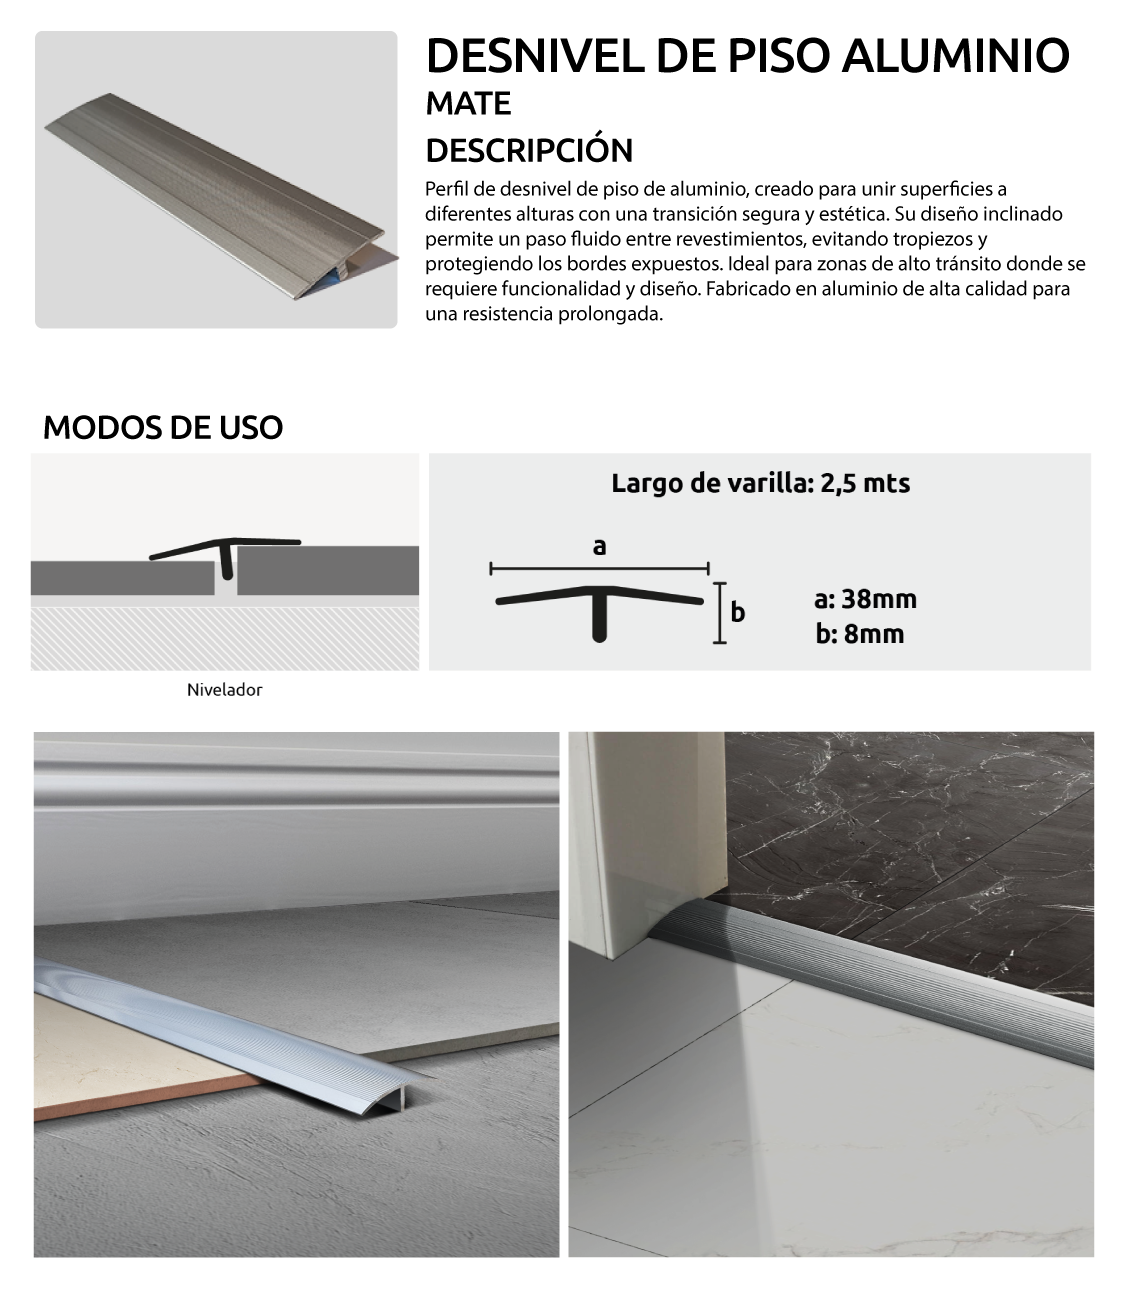 DESNIVEL DE PISO ALUMINIO
MATE
DESCRIPCIÓN
Perfil de desnivel de piso de aluminio, creado para unir superficies a
diferentes alturas con una transición segura y estética. Su diseño inclinado
permite un paso fluido entre revestimientos, evitando tropiezos y
protegiendo los bordes expuestos. Ideal para zonas de alto tránsito donde se
requiere funcionalidad y diseño. Fabricado en aluminio de alta calidad para
una resistencia prolongada.
MODOS DE USO
Nivelador
Largo de varilla: 2,5 mts
a
b
a: 38mm
b: 8mm